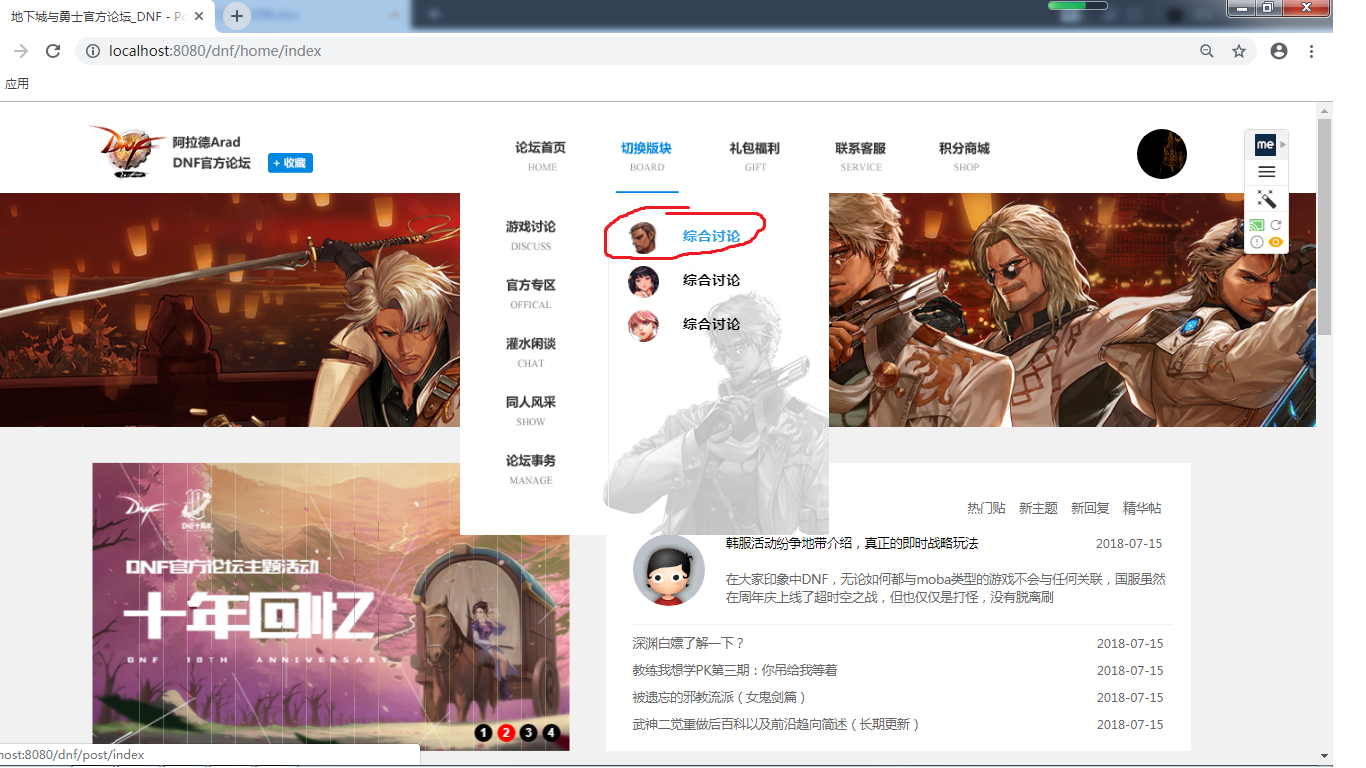 地下城与勇士官方论坛_DNF - Po
localhost:8080/dnf/home/index
应用
DNF
阿拉德Arad
DNF官方论坛
+ 收藏
论坛首页
HOME
切换版块
BOARD
礼包福利
GIFT
联系客服
SERVICE
积分商城
SHOP
me
游戏讨论
DISCUSS
官方专区
OFFICAL
灌水闲谈
CHAT
同人风采
SHOW
论坛事务
MANAGE
综合讨论
综合讨论
综合讨论
DNF
DNF十周年
DNF官方论坛主题活动
十年回忆
DNF 10TH ANNIVERSARY
1 2 3 4
热门贴 新主题 新回复 精华帖
韩服活动纷争地带介绍，真正的即时战略玩法 2018-07-15
在大家印象中DNF，无论如何都与moba类型的游戏不会与任何关联，国服虽然
在周年庆上线了超时空之战，但也仅仅是打怪，没有脱离刷
深渊白嫖了解一下？ 2018-07-15
教练我想学PK第三期：你吊给我等着 2018-07-15
被遗忘的邪教流派（女鬼剑篇） 2018-07-15
武神二觉重做后百科以及前沿趋向简述（长期更新） 2018-07-15
host:8080/dnf/post/index